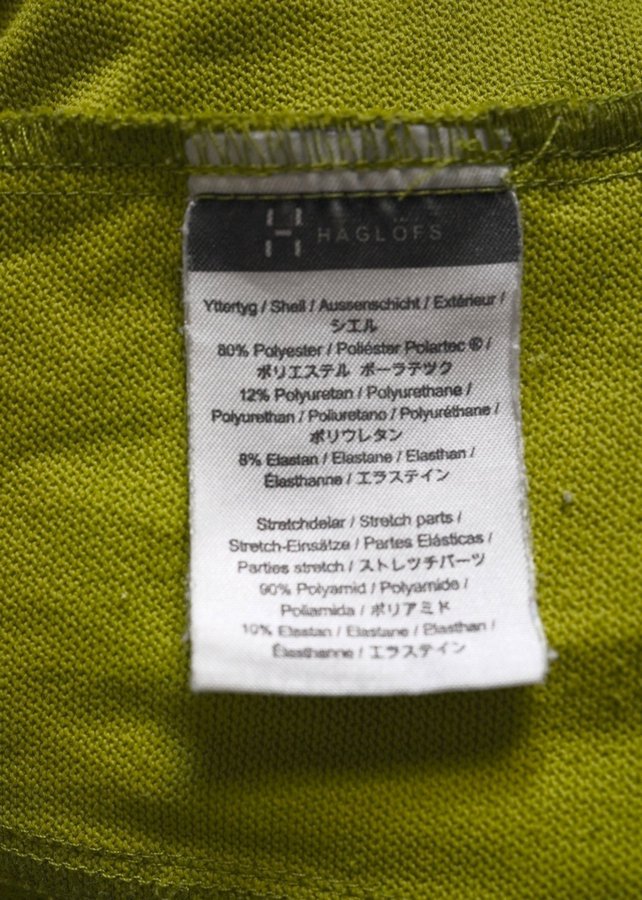 HAGLÖFS
Yttertyg / Shell / Aussenschicht / Extérieur /
シエル
80% Polyester / Poliéster Polartec ® /
ポリエステル ポーラテツク
12% Polyuretan / Polyurethane /
Polyurethan / Poliuretano / Polyuréthane /
ポリウレタン
8% Elastan / Elastane / Elasthan /
Élasthanne / エラステイン
Stretchdelar / Stretch parts /
Stretch-Einsätze / Partes Elásticas /
Parties stretch / ストレツチパーツ
90% Polyamid / Polyamide /
Poliamida / ポリアミド
10% Elastan / Elastane / Elasthan /
Élasthanne / エラステイン